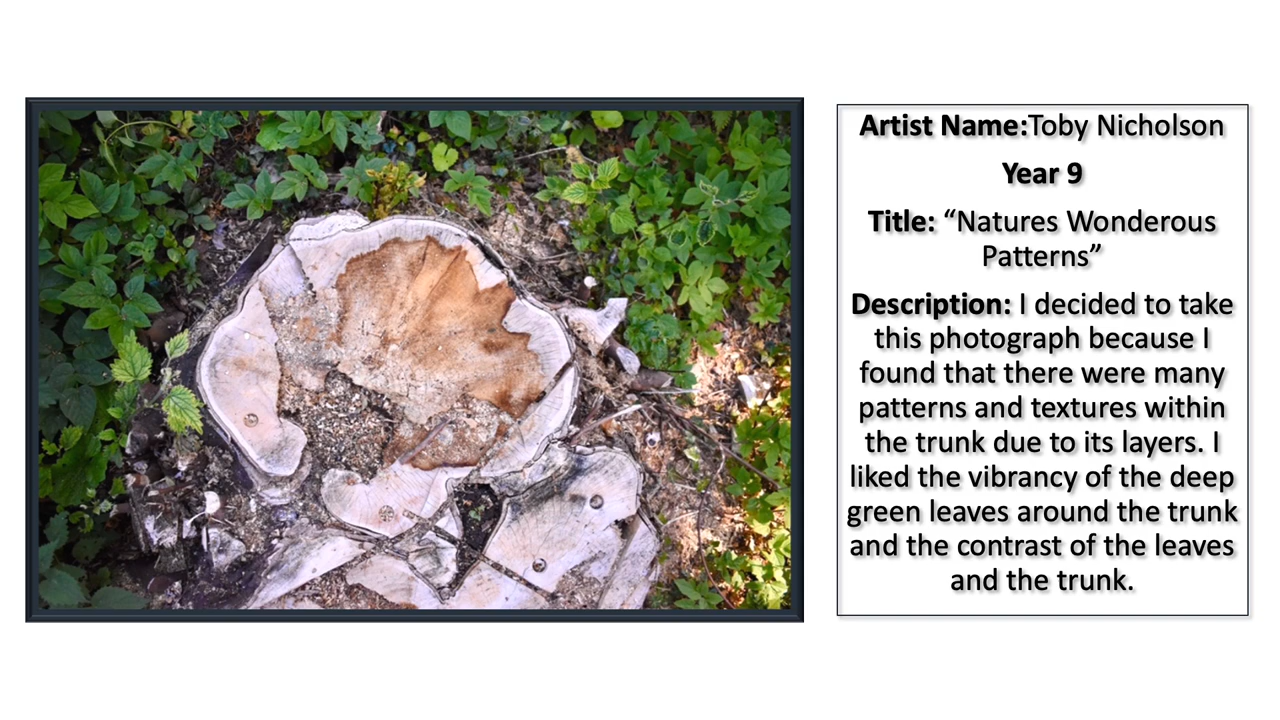 Artist Name:Toby Nicholson
Year 9
Title: “Natures Wonderous
Patterns”
Description: I decided to take
this photograph because I
found that there were many
patterns and textures within
the trunk due to its layers. I
liked the vibrancy of the deep
green leaves around the trunk
and the contrast of the leaves
and the trunk.